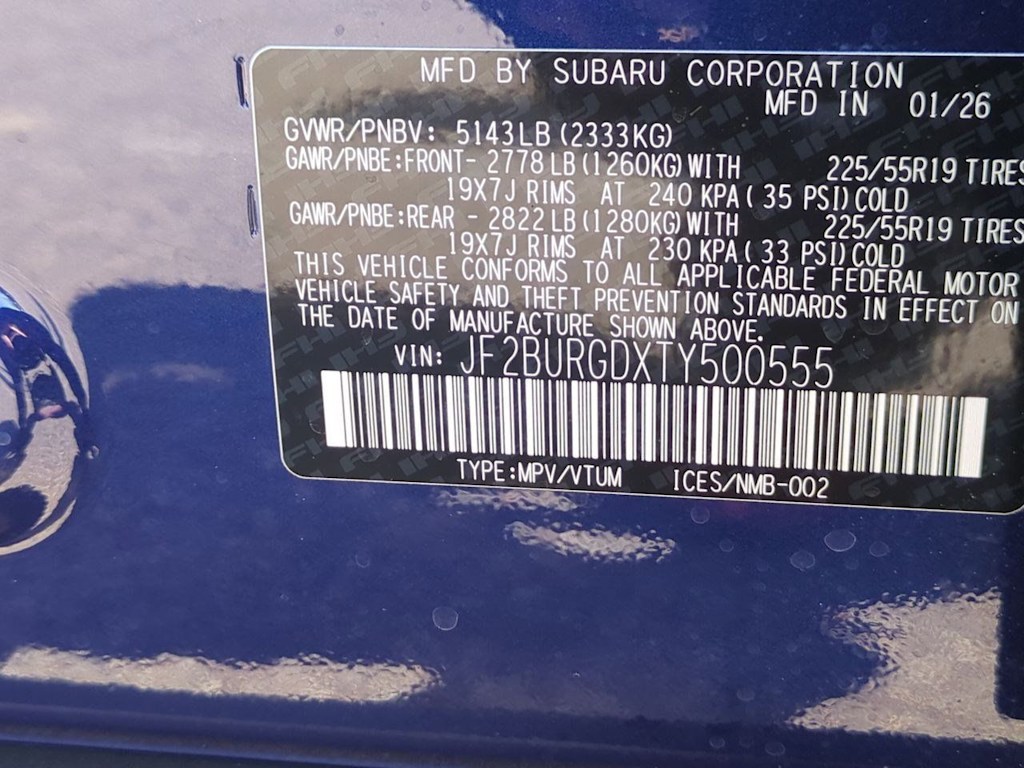 MFD BY SUBARU CORPORATION
MFD IN 01/26
GVWR/PNBV: 5143LB (2333KG)
GAWR/PNBE:FRONT- 2778 LB (1260KG) WITH 225/55R19 TIRES
19X7J RIMS AT 240 KPA ( 35 PSI) COLD
GAWR/PNBE:REAR - 2822 LB (1280KG) WITH 225/55R19 TIRES
19X7J RIMS AT 230 KPA ( 33 PSI) COLD
THIS VEHICLE CONFORMS TO ALL APPLICABLE FEDERAL MOTOR
VEHICLE SAFETY AND THEFT PREVENTION STANDARDS IN EFFECT ON
THE DATE OF MANUFACTURE SHOWN ABOVE.
VIN: JF2BURGDXTY500555
TYPE:MPV/VTUM ICES/NMB-002